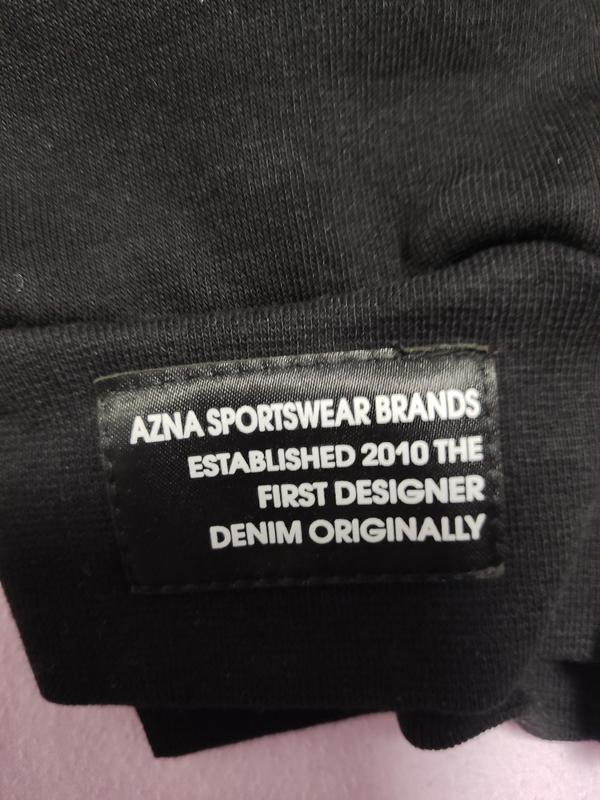 AZNA SPORTSWEAR BRANDS
ESTABLISHED 2010 THE
FIRST DESIGNER
DENIM ORIGINALLY